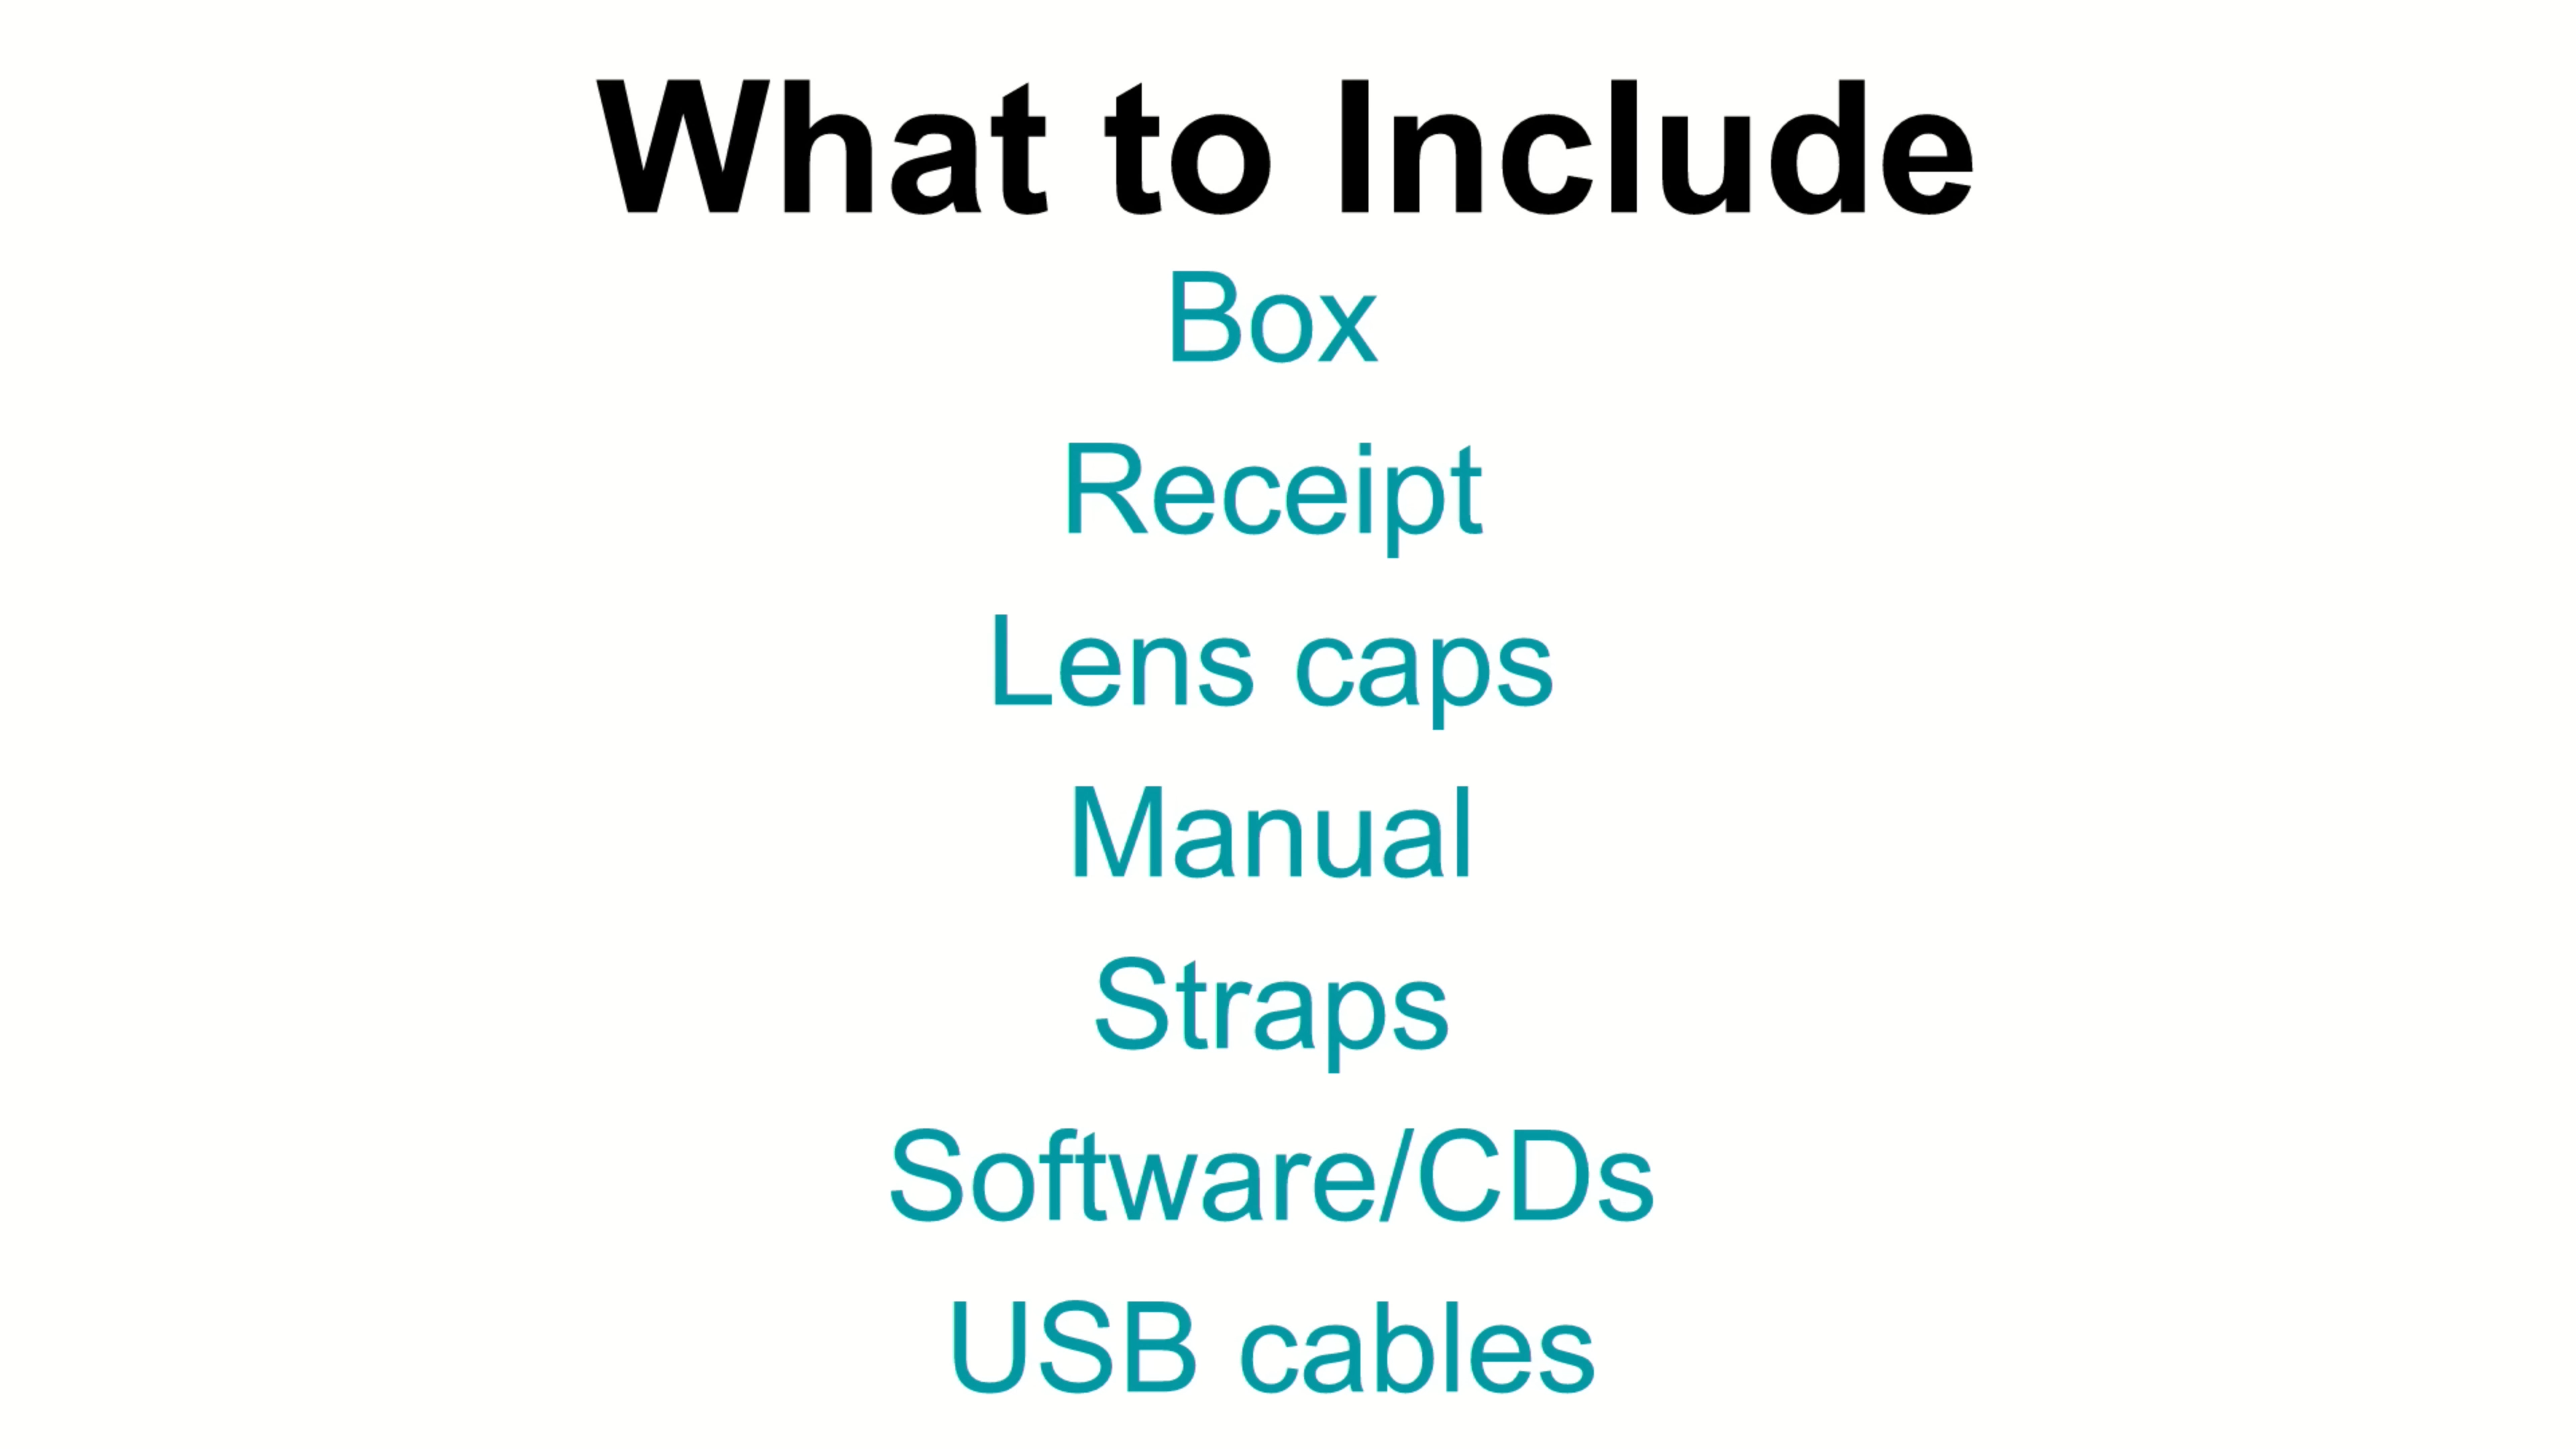 What to Include
Box
Receipt
Lens caps
Manual
Straps
Software/CDs
USB cables